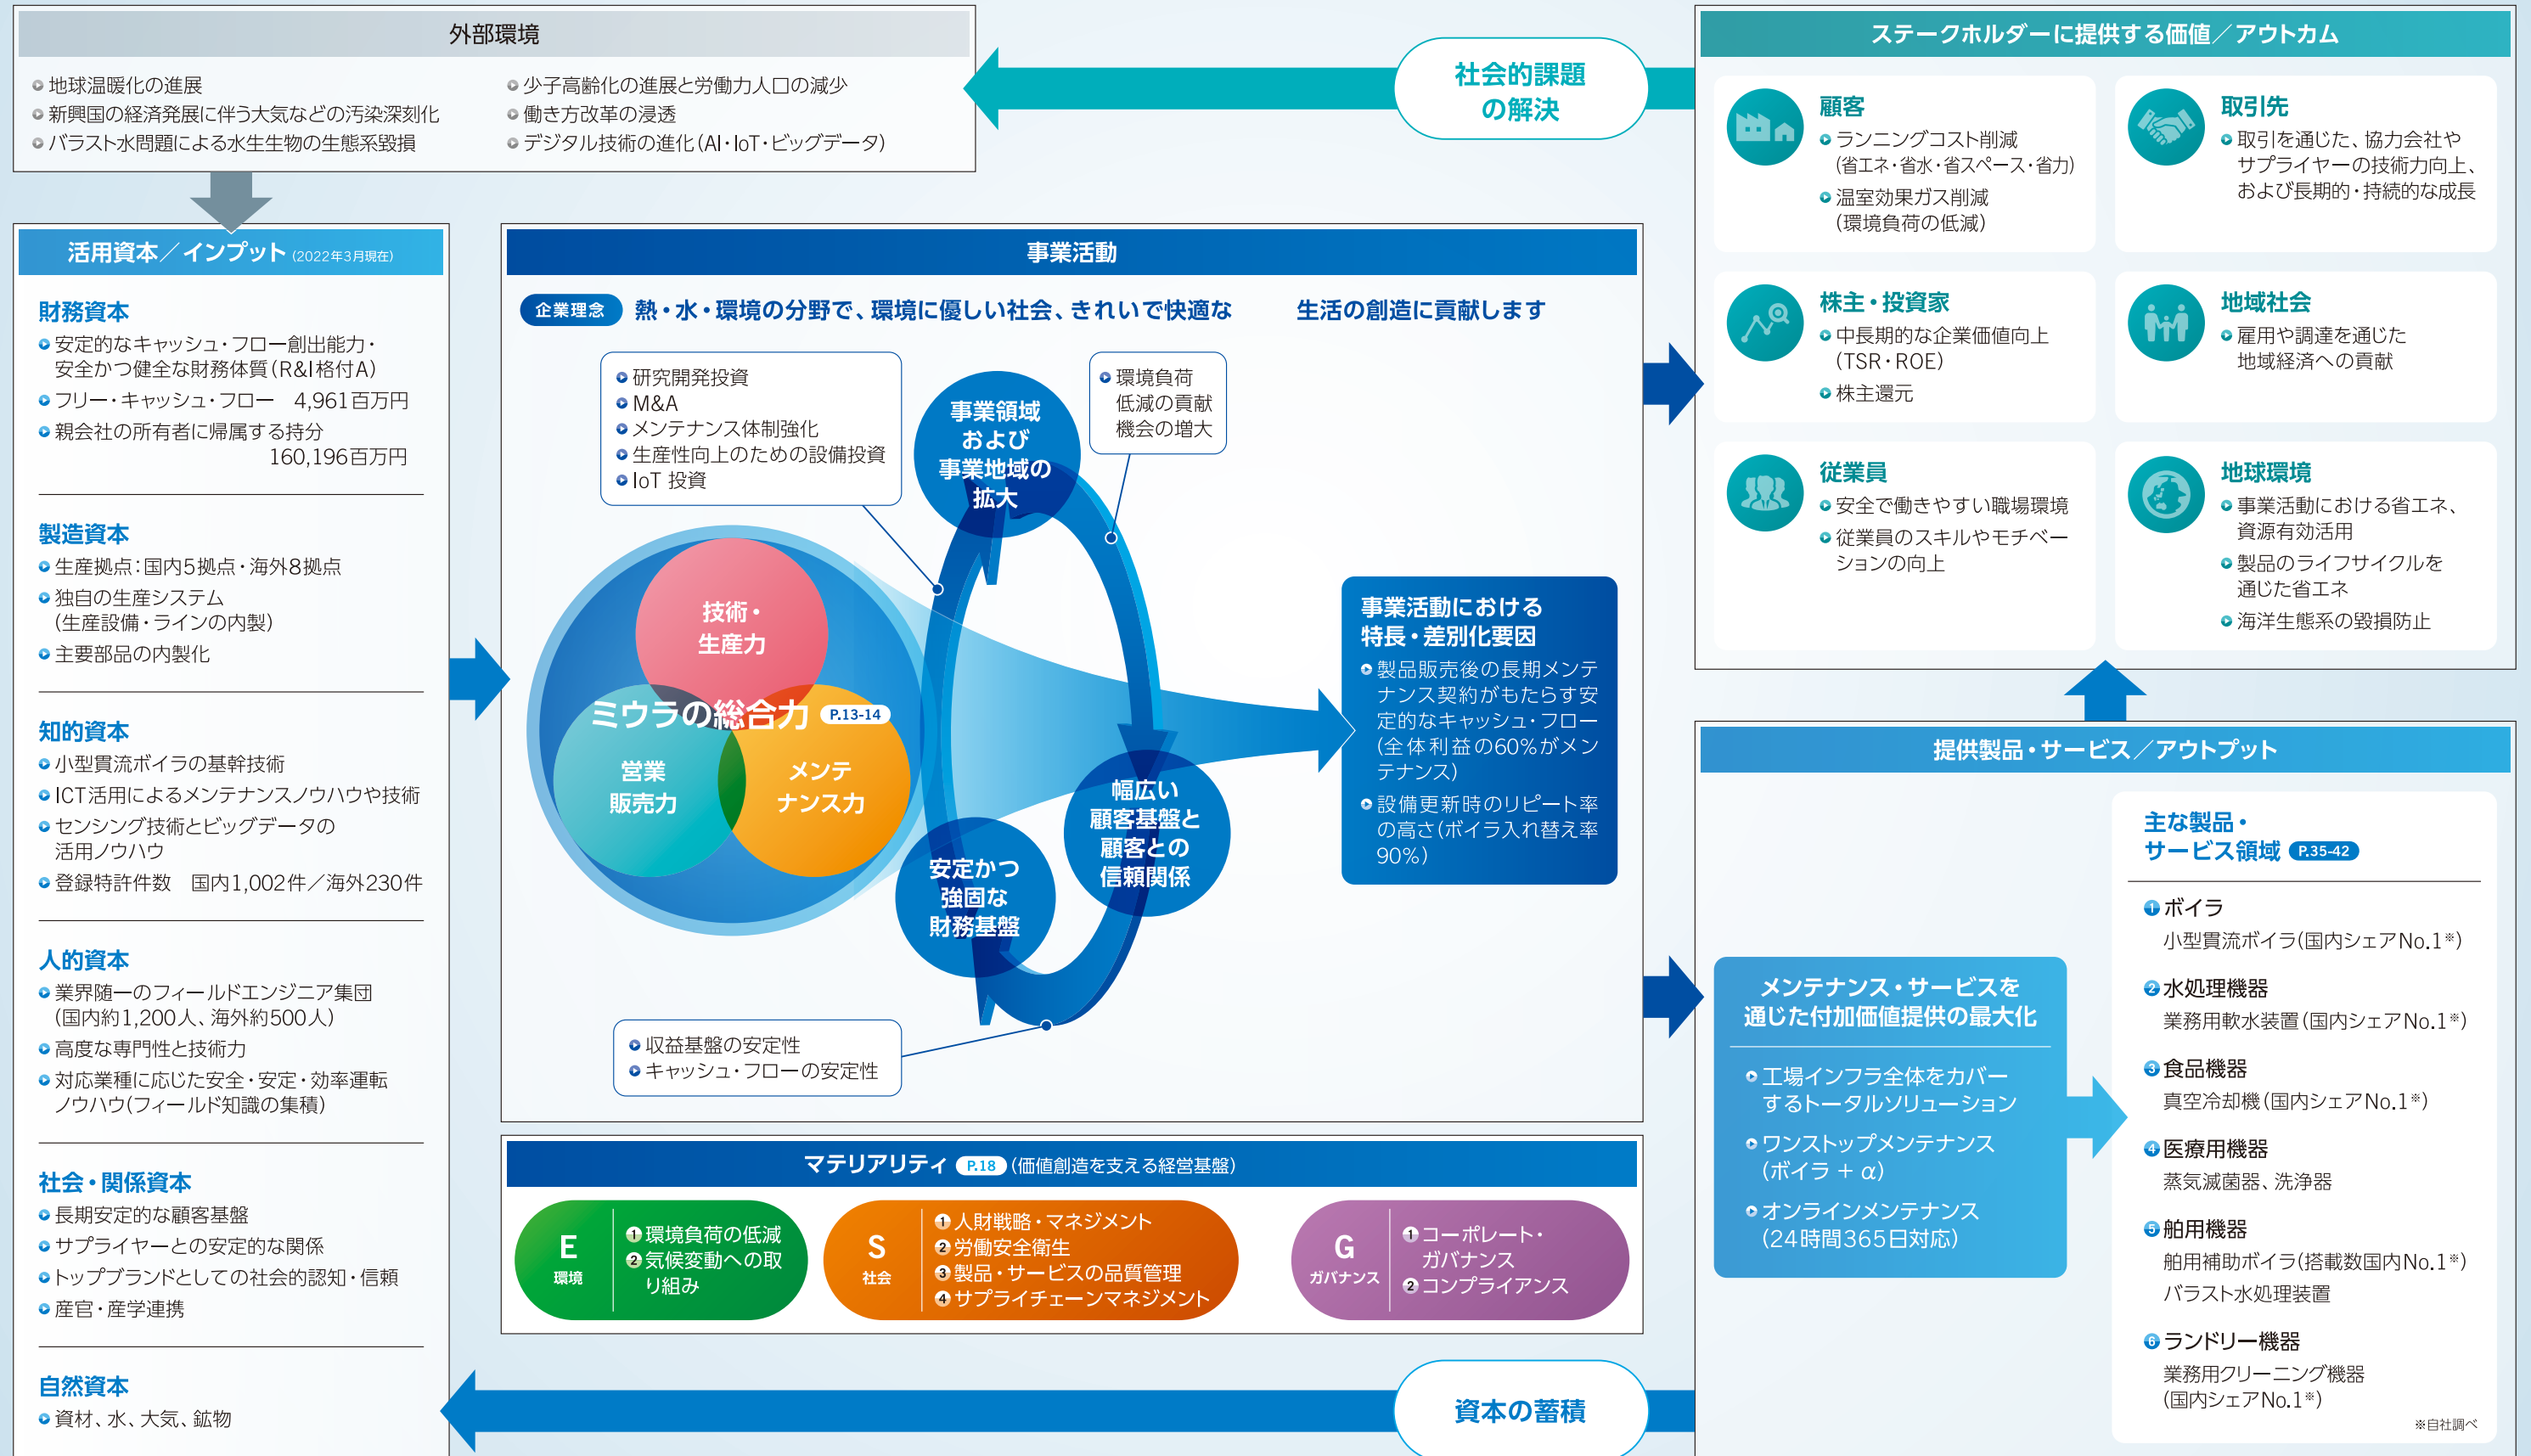 外部環境
地球温暖化の進展
新興国の経済発展に伴う大気などの汚染深刻化
バラスト水問題による水生生物の生態系毀損
少子高齢化の進展と労働力人口の減少
働き方改革の浸透
デジタル技術の進化(AI・IoT・ビッグデータ)
社会的課題
の解決
活用資本／インプット (2022年3月現在)
財務資本
安定的なキャッシュ・フロー創出能力・
安全かつ健全な財務体質(R&I格付A)
フリー・キャッシュ・フロー 4,961百万円
親会社の所有者に帰属する持分
160,196百万円
製造資本
生産拠点：国内5拠点・海外8拠点
独自の生産システム
(生産設備・ラインの内製)
主要部品の内製化
知的資本
小型貫流ボイラの基幹技術
ICT活用によるメンテナンスノウハウや技術
センシング技術とビッグデータの
活用ノウハウ
登録特許件数 国内1,002件／海外230件
人的資本
業界随一のフィールドエンジニア集団
(国内約1,200人、海外約500人)
高度な専門性と技術力
対応業種に応じた安全・安定・効率運転
ノウハウ(フィールド知識の集積)
社会・関係資本
長期安定的な顧客基盤
サプライヤーとの安定的な関係
トップブランドとしての社会的認知・信頼
産官・産学連携
自然資本
資材、水、大気、鉱物
事業活動
企業理念 熱・水・環境の分野で、環境に優しい社会、きれいで快適な 生活の創造に貢献します
研究開発投資
M&A
メンテナンス体制強化
生産性向上のための設備投資
IoT 投資
事業領域
および
事業地域の
拡大
環境負荷
低減の貢献
機会の増大
技術・
生産力
ミウラの総合力 P.13-14
営業
販売力
メンテ
ナンス力
幅広い
顧客基盤と
顧客との
信頼関係
安定かつ
強固な
財務基盤
収益基盤の安定性
キャッシュ・フローの安定性
事業活動における
特長・差別化要因
製品販売後の長期メンテ
ナンス契約がもたらす安
定的なキャッシュ・フロー
(全体利益の60%がメン
テナンス)
設備更新時のリピート率
の高さ(ボイラ入れ替え率
90%)
マテリアリティ P.18 (価値創造を支える経営基盤)
E
環境
1 環境負荷の低減
2 気候変動への取
り組み
S
社会
1 人財戦略・マネジメント
2 労働安全衛生
3 製品・サービスの品質管理
4 サプライチェーンマネジメント
G
ガバナンス
1 コーポレート・
ガバナンス
2 コンプライアンス
資本の蓄積
ステークホルダーに提供する価値／アウトカム
顧客
ランニングコスト削減
(省エネ・省水・省スペース・省力)
温室効果ガス削減
(環境負荷の低減)
取引先
取引を通じた、協力会社や
サプライヤーの技術力向上、
および長期的・持続的な成長
株主・投資家
中長期的な企業価値向上
(TSR・ROE)
株主還元
地域社会
雇用や調達を通じた
地域経済への貢献
従業員
安全で働きやすい職場環境
従業員のスキルやモチベー
ションの向上
地球環境
事業活動における省エネ、
資源有効活用
製品のライフサイクルを
通じた省エネ
海洋生態系の毀損防止
提供製品・サービス／アウトプット
メンテナンス・サービスを
通じた付加価値提供の最大化
工場インフラ全体をカバー
するトータルソリューション
ワンストップメンテナンス
(ボイラ + α)
オンラインメンテナンス
(24時間365日対応)
主な製品・
サービス領域 P.35-42
1 ボイラ
小型貫流ボイラ(国内シェアNo.1※)
2 水処理機器
業務用軟水装置(国内シェアNo.1※)
3 食品機器
真空冷却機(国内シェアNo.1※)
4 医療用機器
蒸気滅菌器、洗浄器
5 舶用機器
舶用補助ボイラ(搭載数国内No.1※)
バラスト水処理装置
6 ランドリー機器
業務用クリーニング機器
(国内シェアNo.1※)
※自社調べ